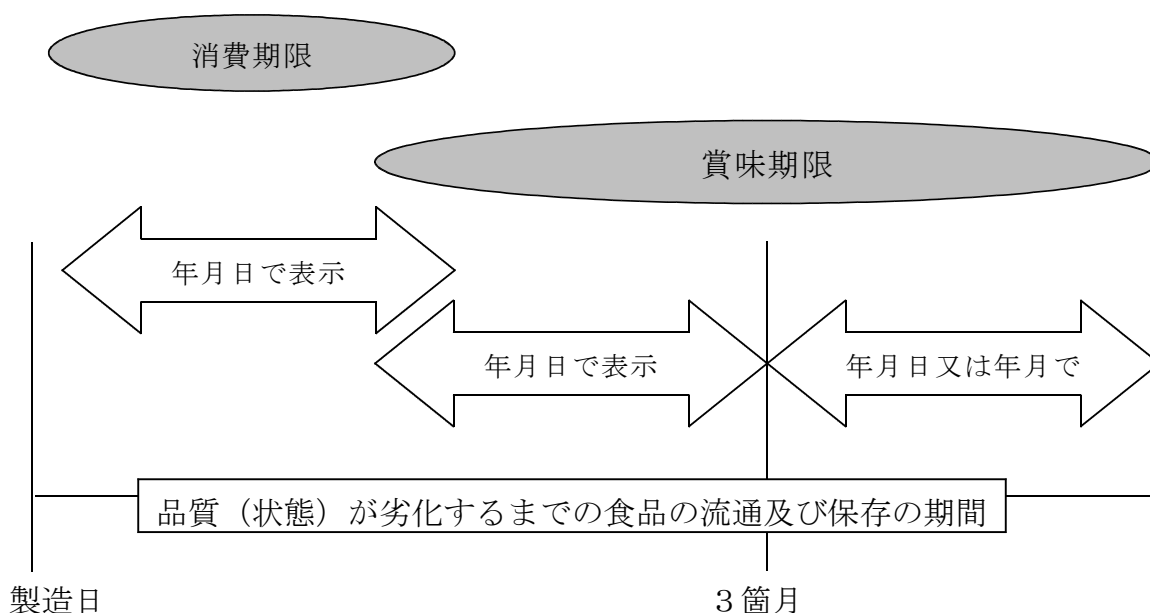 消費期限
賞味期限
年月日で表示
年月日で表示
年月日又は年月で
品質（状態）が劣化するまでの食品の流通及び保存の期間
製造日
３箇月